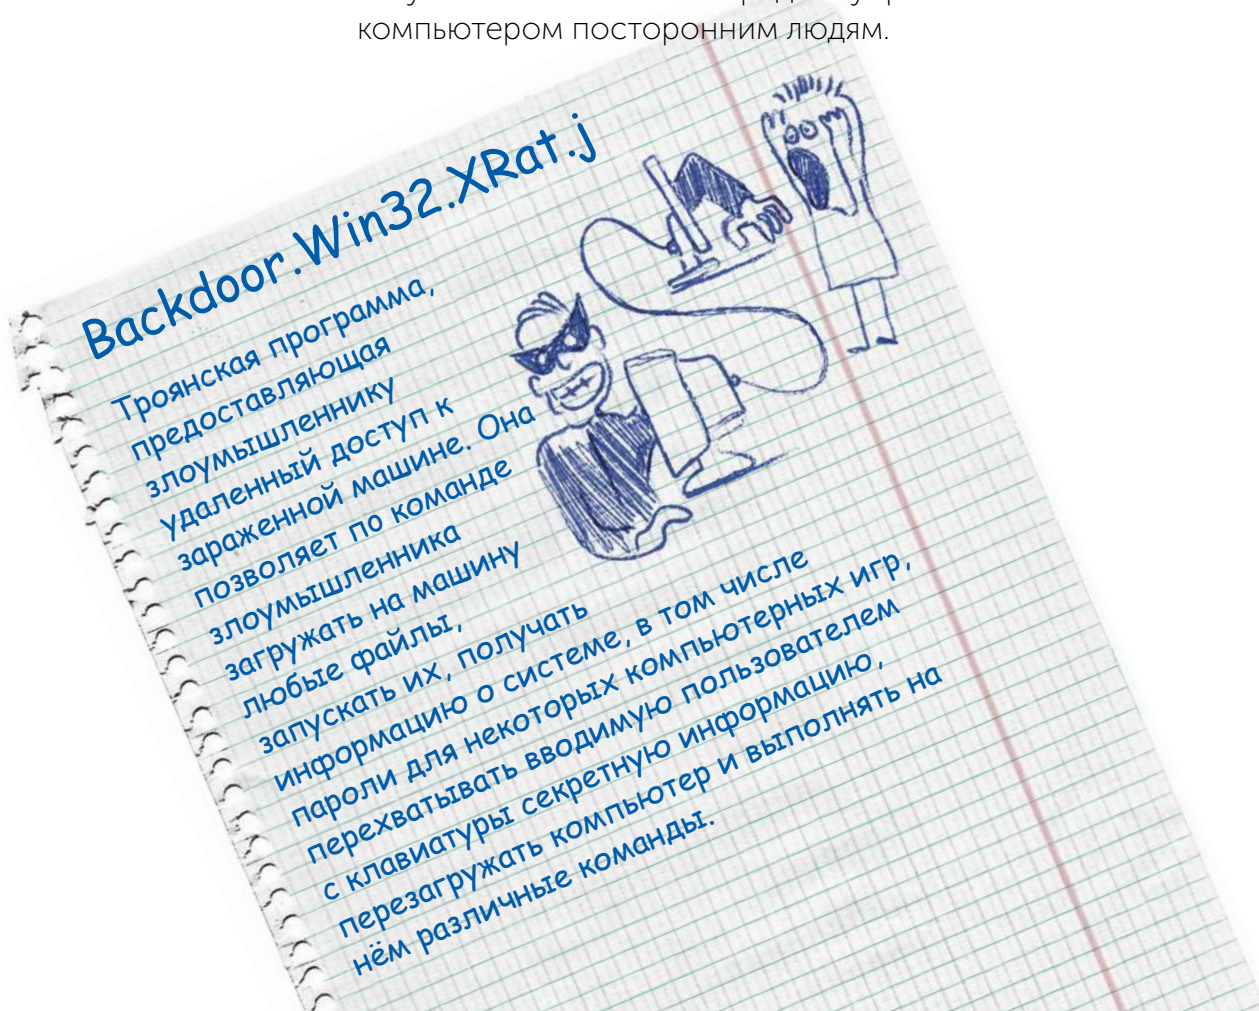 компьютером посторонним людям.
Backdoor.Win32.XRat.j
Троянская программа,
предоставляющая
злоумышленнику
удаленный доступ к
зараженной машине. Она
позволяет по команде
злоумышленника
загружать на машину
любые файлы,
запускать их, получать
информацию о системе, в том числе
пароли для некоторых компьютерных игр,
перехватывать вводимую пользователем
с клавиатуры секретную информацию,
перезагружать компьютер и выполнять на
нём различные команды.